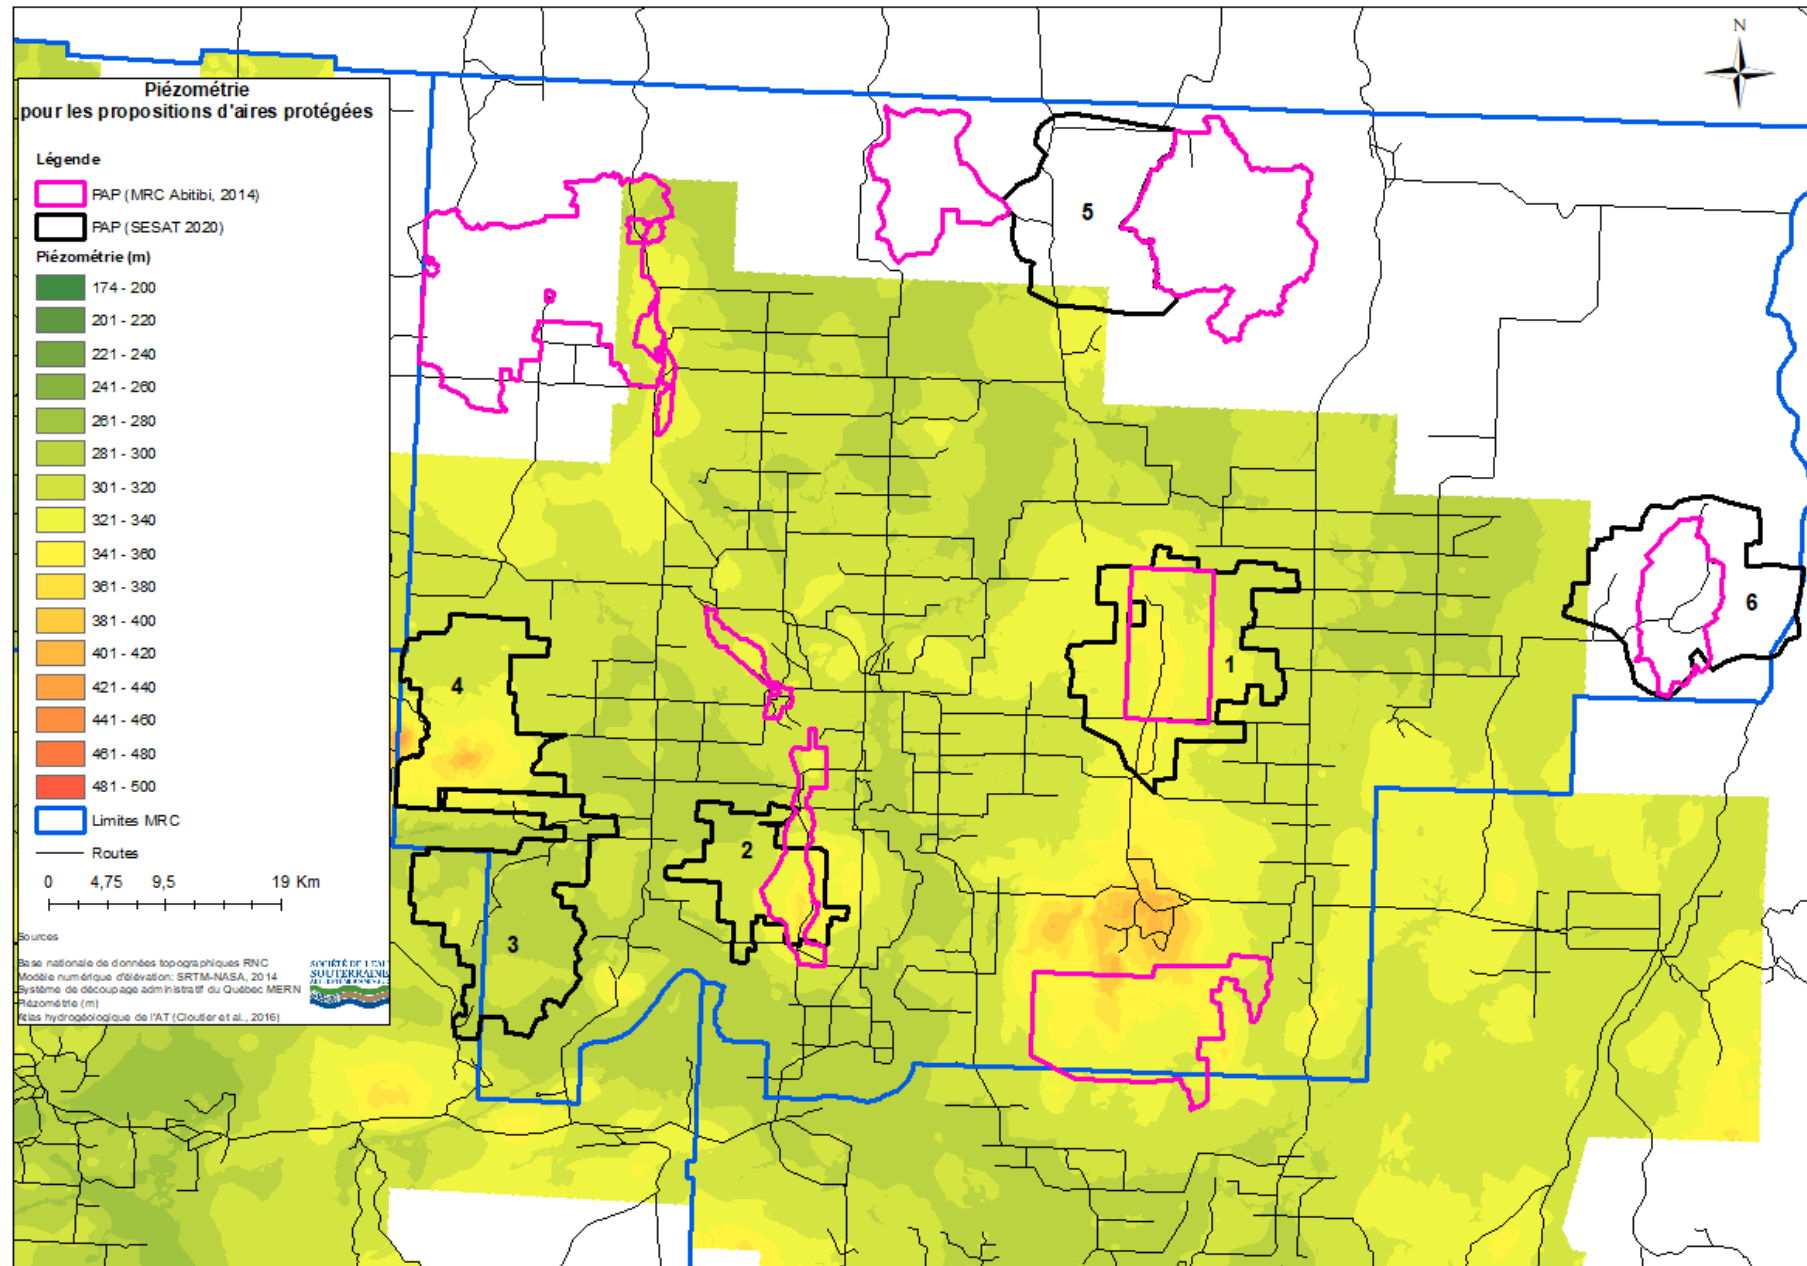 N
Piézométrie
pour les propositions d'aires protégées
Légende
PAP (MRC Abitibi, 2014)
PAP (SESAT 2020)
Piézométrie (m)
174 - 200
201 - 220
221 - 240
241 - 260
261 - 280
281 - 300
301 - 320
321 - 340
341 - 360
361 - 380
381 - 400
401 - 420
421 - 440
441 - 460
461 - 480
481 - 500
Limites MRC
Routes
0 4,75 9,5 19 Km
Sources
Base nationale de données topographiques RNC
Modèle numérique d'élévation: SRTM-NASA, 2014
Système de découpage administratif du Québec MERN
Piézométrie (m)
Atlas hydrogéologique de l'AT (Cloutier et al., 2016)
SOCIÉTÉ DE L'EAU
SOUTERRAINE
5
6
1
4
2
3